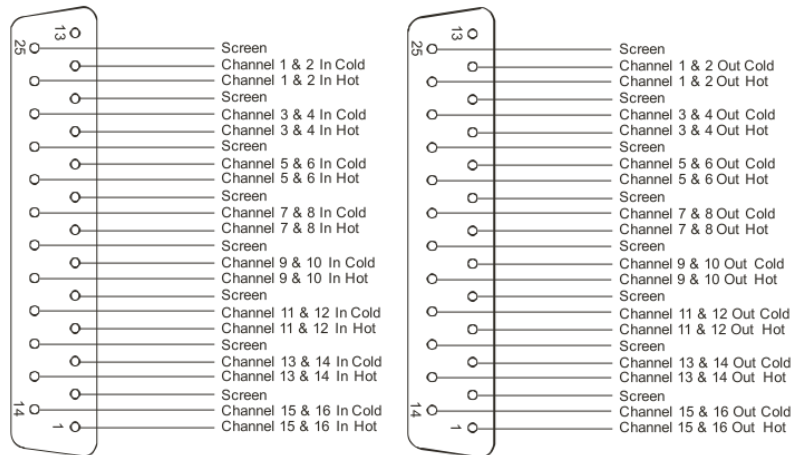 13
25
Screen
Channel 1 & 2 In Cold
Channel 1 & 2 In Hot
Screen
Channel 3 & 4 In Cold
Channel 3 & 4 In Hot
Screen
Channel 5 & 6 In Cold
Channel 5 & 6 In Hot
Screen
Channel 7 & 8 In Cold
Channel 7 & 8 In Hot
Screen
Channel 9 & 10 In Cold
Channel 9 & 10 In Hot
Screen
Channel 11 & 12 In Cold
Channel 11 & 12 In Hot
Screen
Channel 13 & 14 In Cold
Channel 13 & 14 In Hot
Screen
14
Channel 15 & 16 In Cold
1
Channel 15 & 16 In Hot
13
25
Screen
Channel 1 & 2 Out Cold
Channel 1 & 2 Out Hot
Screen
Channel 3 & 4 Out Cold
Channel 3 & 4 Out Hot
Screen
Channel 5 & 6 Out Cold
Channel 5 & 6 Out Hot
Screen
Channel 7 & 8 Out Cold
Channel 7 & 8 Out Hot
Screen
Channel 9 & 10 Out Cold
Channel 9 & 10 Out Hot
Screen
Channel 11 & 12 Out Cold
Channel 11 & 12 Out Hot
Screen
Channel 13 & 14 Out Cold
Channel 13 & 14 Out Hot
Screen
14
Channel 15 & 16 Out Cold
1
Channel 15 & 16 Out Hot